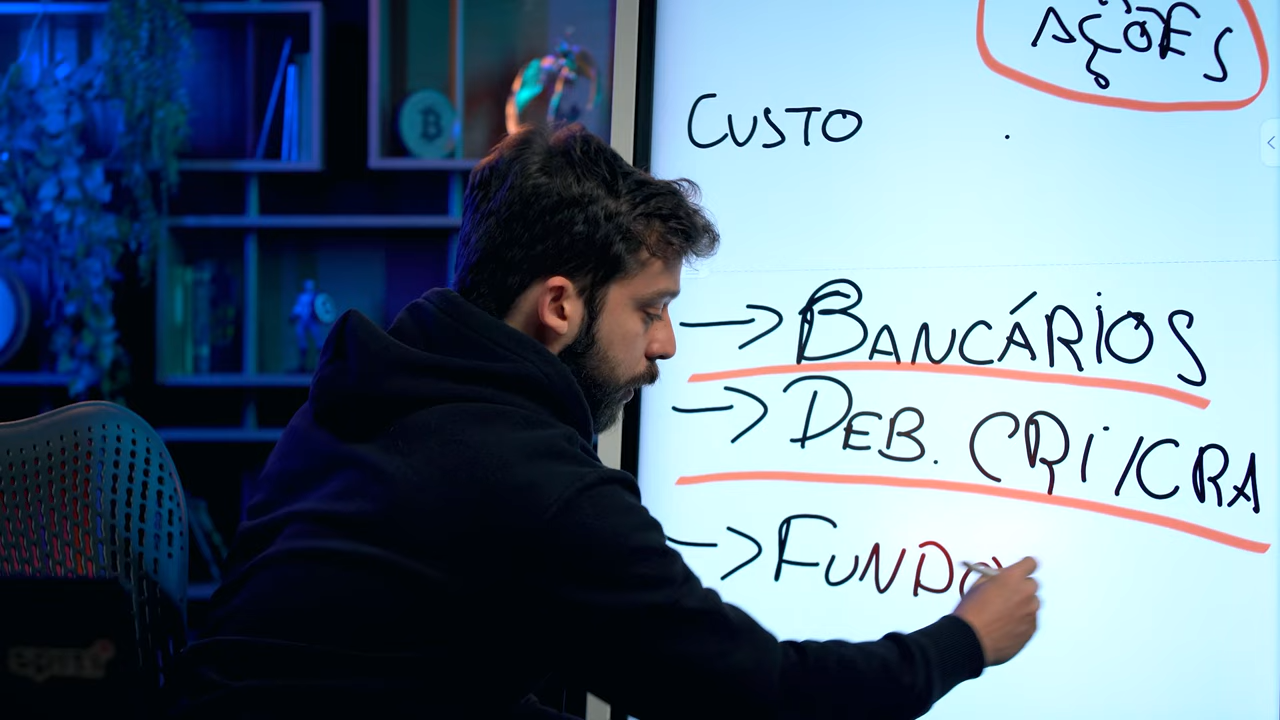 AÇÕES
CUSTO
→ BANCÁRIOS
→ DEB. CRI/CRA
→ FUNDO